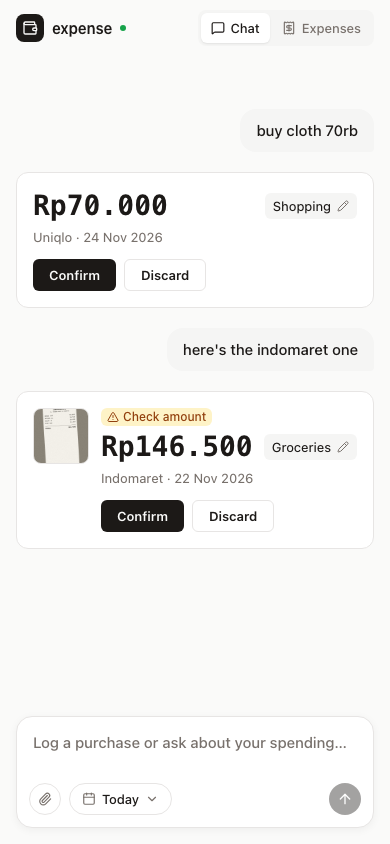 expense
Chat
Expenses
buy cloth 70rb
Rp70.000
Shopping
Uniqlo · 24 Nov 2026
Confirm
Discard
here's the indomaret one
Check amount
Rp146.500
Groceries
Indomaret · 22 Nov 2026
Confirm
Discard
Log a purchase or ask about your spending...
Today